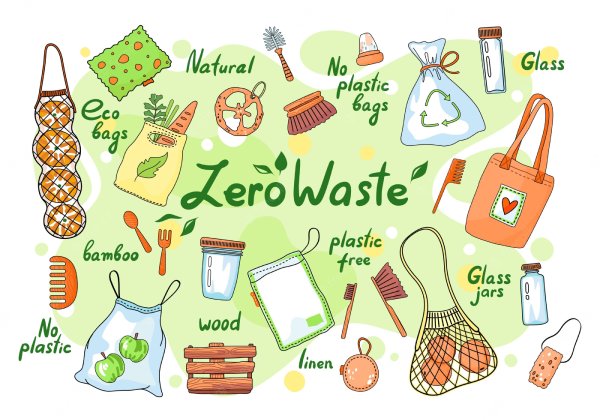 Natural
No
plastic
bags
Glass
Eco
bags
Zero Waste
bamboo
plastic
free
Glass
jars
No
plastic
wood
linen